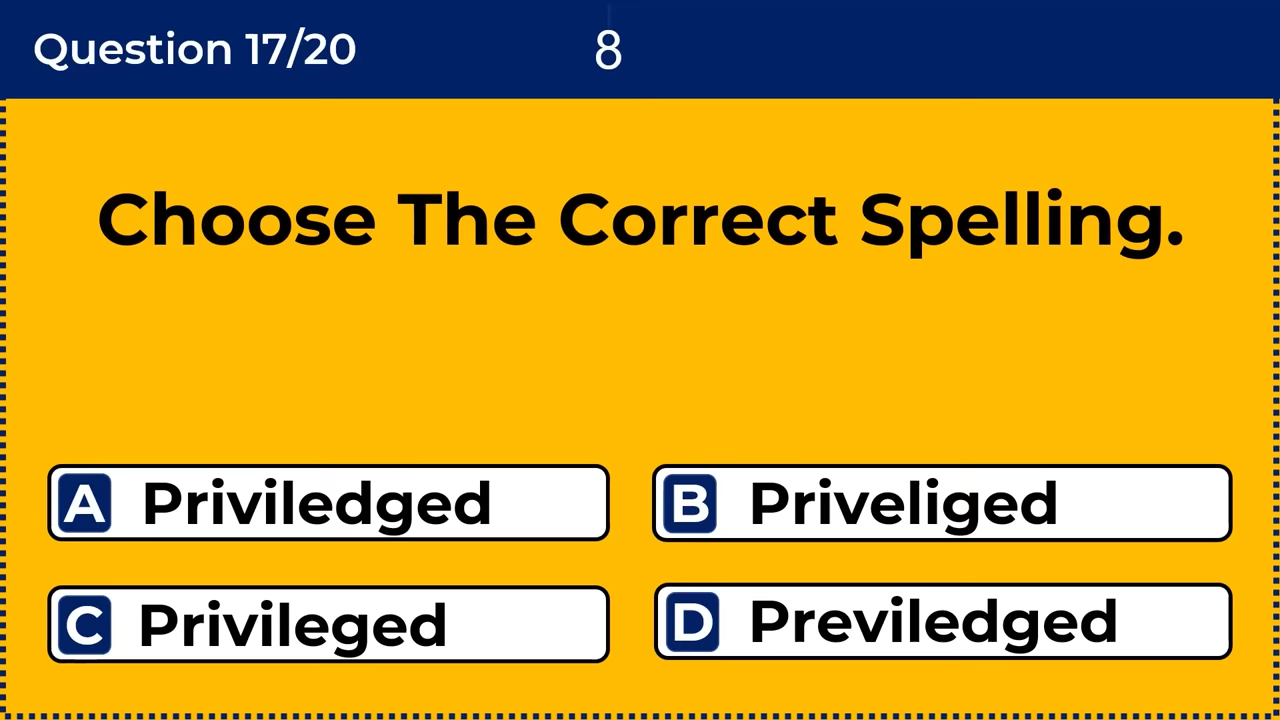 Question 17/20
8
Choose The Correct Spelling.
A Priviledged
B Priveliged
C Privileged
D Previledged